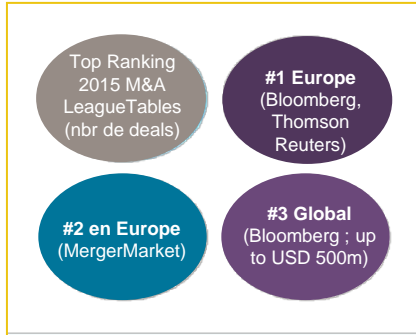 Top Ranking
2015 M&A
LeagueTables
(nbr de deals)
#1 Europe
(Bloomberg,
Thomson
Reuters)
#2 en Europe
(MergerMarket)
#3 Global
(Bloomberg ; up
to USD 500m)